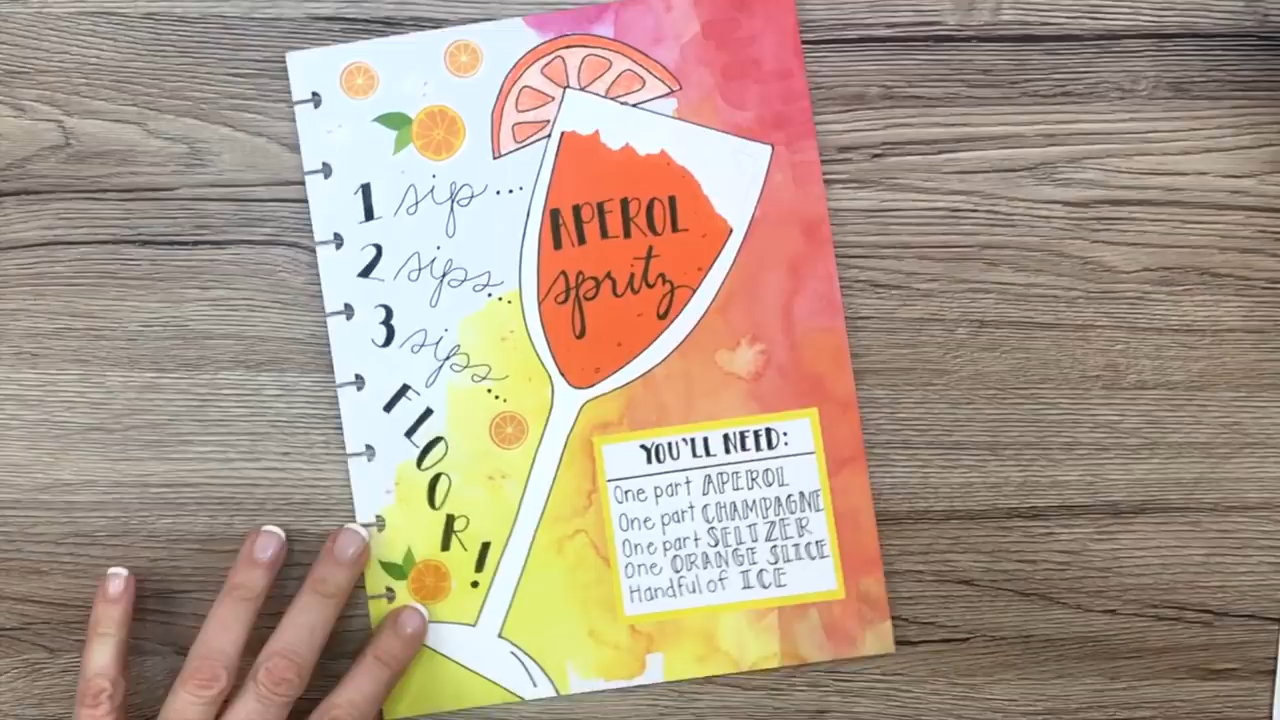 1 sip...
2 sips...
3 sips...
FLOOR!
APEROL
spritz
YOU'LL NEED:
One part APEROL
One part CHAMPAGNE
One part SELTZER
One ORANGE SLICE
Handful of ICE